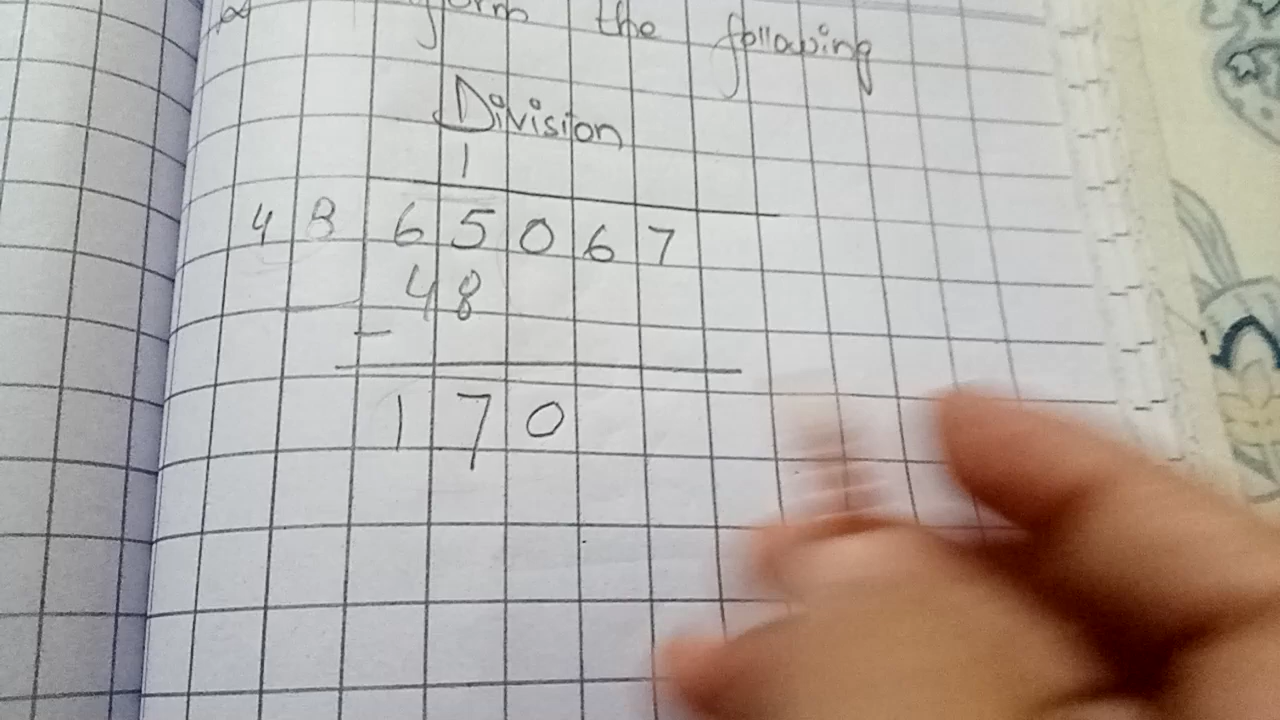 the following
Division
1
48 65067
48
-
170